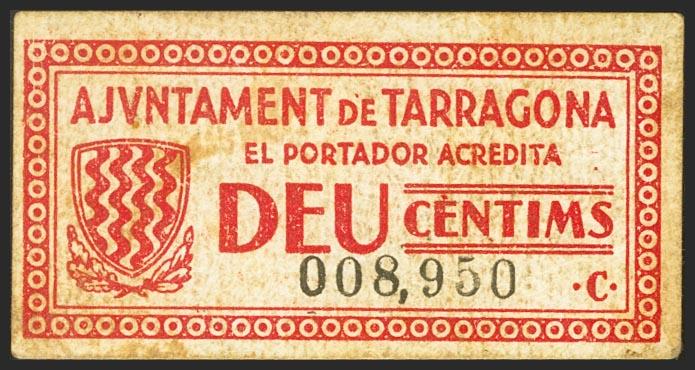 AJVNTAMENT DE TARRAGONA
EL PORTADOR ACREDITA
DEU CÈNTIMS
008,950 ·C·